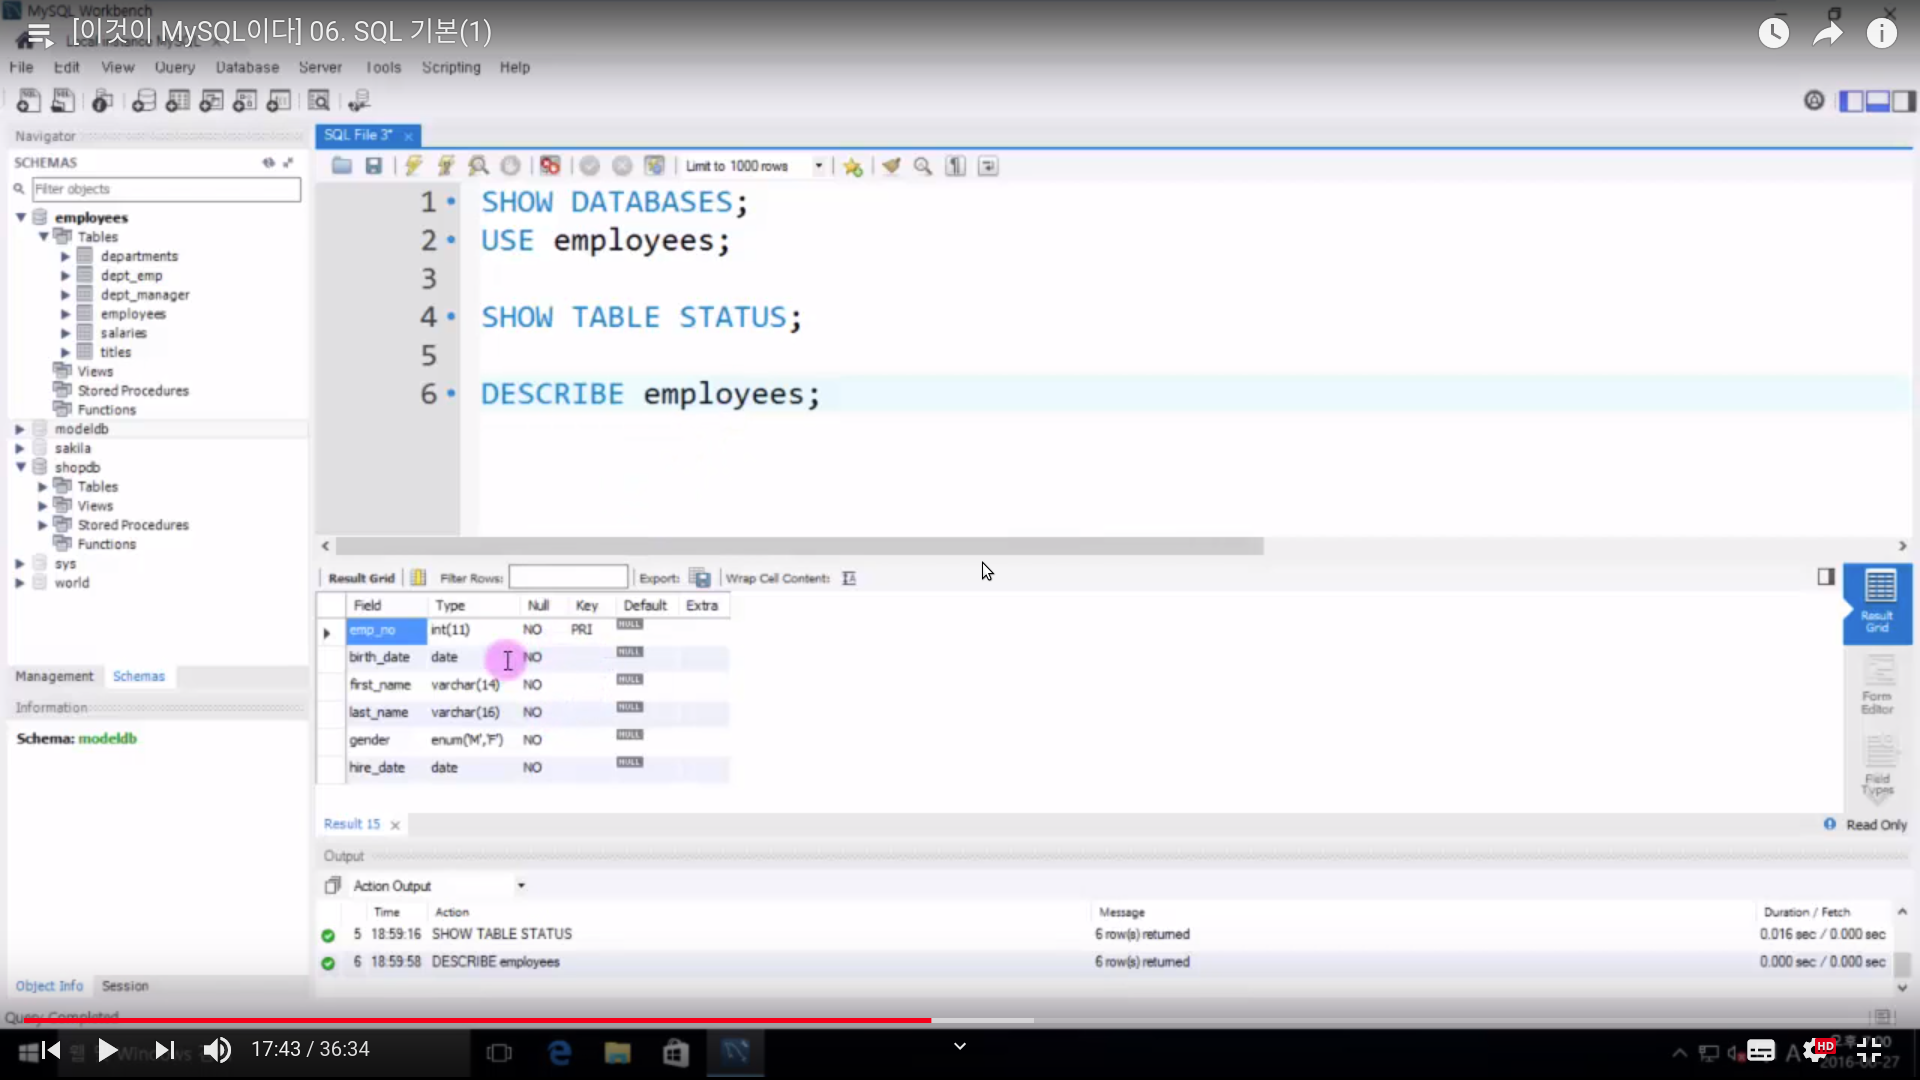 MySQL Workbench
[이것이 MySQL이다] 06. SQL 기본(1)
File Edit View Query Database Server Tools Scripting Help
Navigator
SCHEMAS
Filter objects
employees
Tables
departments
dept_emp
dept_manager
employees
salaries
titles
Views
Stored Procedures
Functions
modeldb
sakila
shopdb
Tables
Views
Stored Procedures
Functions
sys
world
Management Schemas
Information
Schema: modeldb
Object Info Session
Query Completed
SQL File 3*
Limit to 1000 rows
1 SHOW DATABASES;
2 USE employees;
3
4 SHOW TABLE STATUS;
5
6 DESCRIBE employees;
Result Grid Filter Rows: Export: Wrap Cell Content:
Field Type Null Key Default Extra
emp_no int(11) NO PRI NULL
birth_date date NO NULL
first_name varchar(14) NO NULL
last_name varchar(16) NO NULL
gender enum('M','F') NO NULL
hire_date date NO NULL
Result Grid
Form Editor
Field Types
Result 15
Read Only
Output
Action Output
Time Action Message Duration / Fetch
5 18:59:16 SHOW TABLE STATUS 6 row(s) returned 0.016 sec / 0.000 sec
6 18:59:58 DESCRIBE employees 6 row(s) returned 0.000 sec / 0.000 sec
17:43 / 36:34
HD